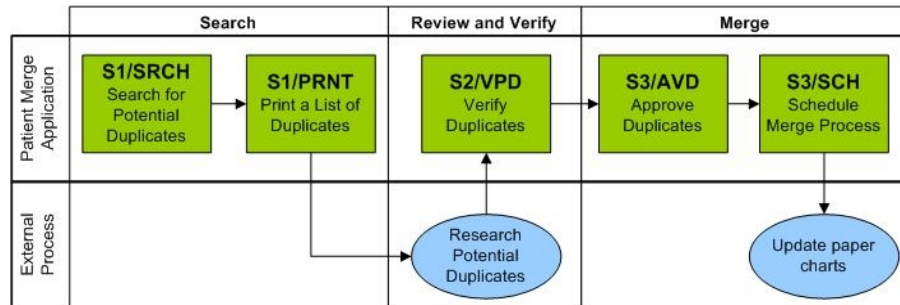 Search
Review and Verify
Merge
Patient Merge
Application
S1/SRCH
Search for
Potential
Duplicates
S1/PRNT
Print a List of
Duplicates
S2/VPD
Verify
Duplicates
S3/AVD
Approve
Duplicates
S3/SCH
Schedule
Merge Process
External
Process
Research
Potential
Duplicates
Update paper
charts